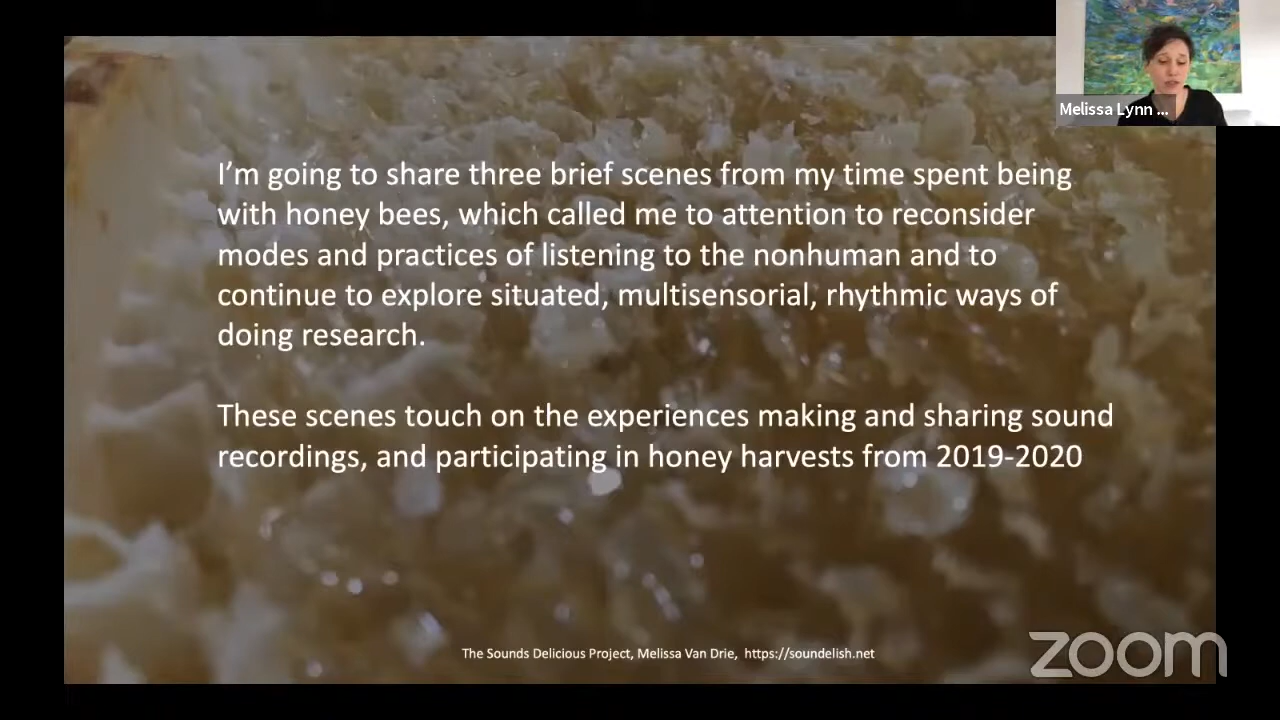 Melissa Lynn ...
I'm going to share three brief scenes from my time spent being
with honey bees, which called me to attention to reconsider
modes and practices of listening to the nonhuman and to
continue to explore situated, multisensorial, rhythmic ways of
doing research.
These scenes touch on the experiences making and sharing sound
recordings, and participating in honey harvests from 2019-2020
The Sounds Delicious Project, Melissa Van Drie, https://soundelish.net
zoom